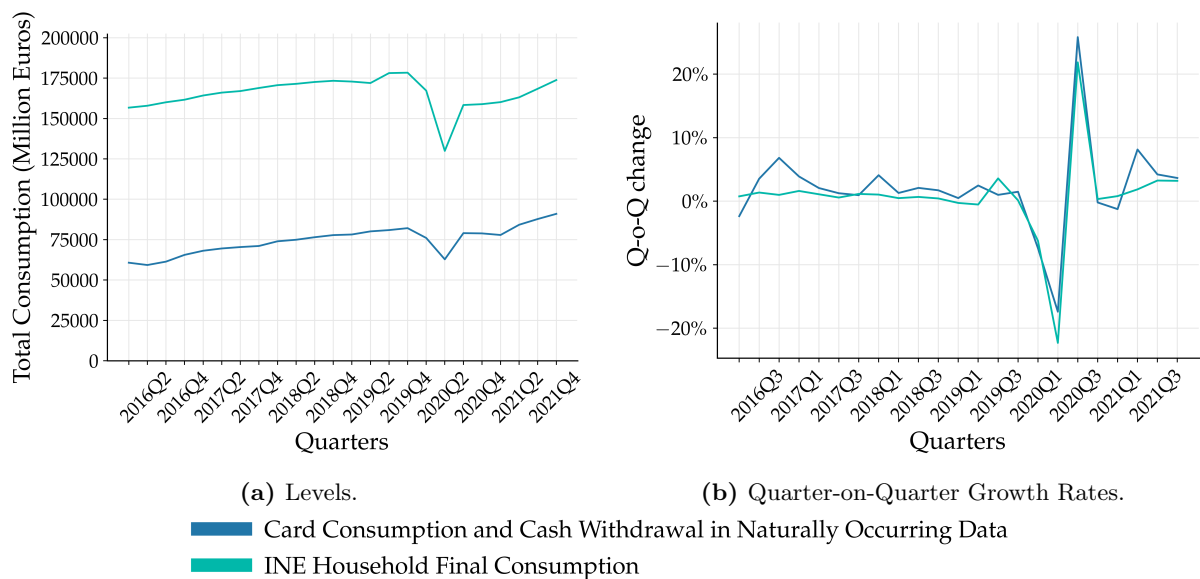 Total Consumption (Million Euros)
200000
175000
150000
125000
100000
75000
50000
25000
0
2016Q2
2016Q4
2017Q2
2017Q4
2018Q2
2018Q4
2019Q2
2019Q4
2020Q2
2020Q4
2021Q2
2021Q4
Quarters
(a) Levels.
Q-o-Q change
20%
10%
0%
−10%
−20%
2016Q3
2017Q1
2017Q3
2018Q1
2018Q3
2019Q1
2019Q3
2020Q1
2020Q3
2021Q1
2021Q3
Quarters
(b) Quarter-on-Quarter Growth Rates.
Card Consumption and Cash Withdrawal in Naturally Occurring Data
INE Household Final Consumption